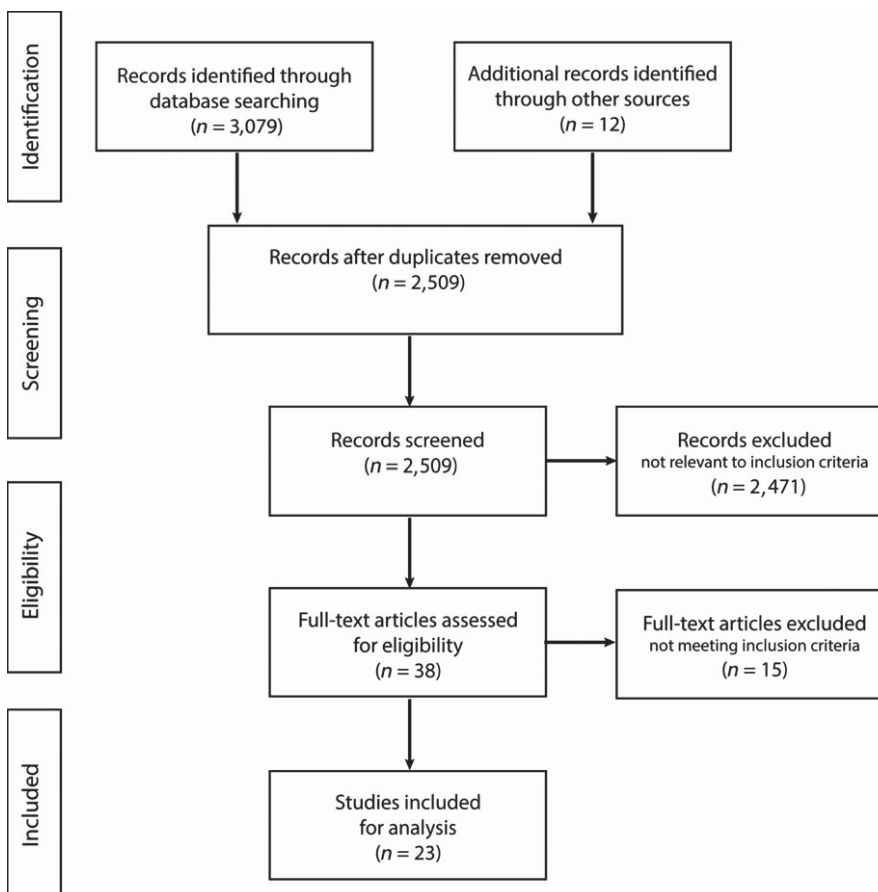 Identification
Records identified through
database searching
(n = 3,079)
Additional records identified
through other sources
(n = 12)
Screening
Records after duplicates removed
(n = 2,509)
Records screened
(n = 2,509)
Records excluded
not relevant to inclusion criteria
(n = 2,471)
Eligibility
Full-text articles assessed
for eligibility
(n = 38)
Full-text articles excluded
not meeting inclusion criteria
(n = 15)
Included
Studies included
for analysis
(n = 23)